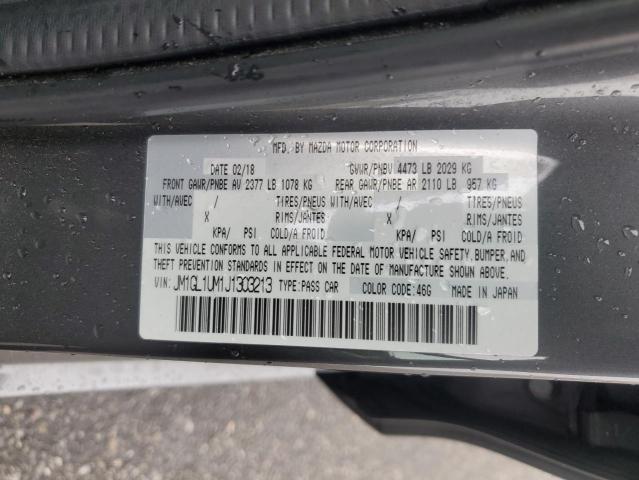 MFD. BY MAZDA MOTOR CORPORATION
DATE 02/18 GVWR/PNBV 4473 LB 2029 KG
FRONT GAWR/PNBE AV 2377 LB 1078 KG REAR GAWR/PNBE AR 2110 LB 957 KG
WITH/AVEC / TIRES/PNEUS WITH/AVEC / TIRES/PNEUS
X RIMS/JANTES X RIMS/JANTES
KPA/ PSI COLD/A FROID KPA/ PSI COLD/A FROID
THIS VEHICLE CONFORMS TO ALL APPLICABLE FEDERAL MOTOR VEHICLE SAFETY, BUMPER, AND
THEFT PREVENTION STANDARDS IN EFFECT ON THE DATE OF MANUFACTURE SHOWN ABOVE.
VIN: JM1GL1UM1J1303213 TYPE:PASS CAR COLOR CODE:46G MADE IN JAPAN